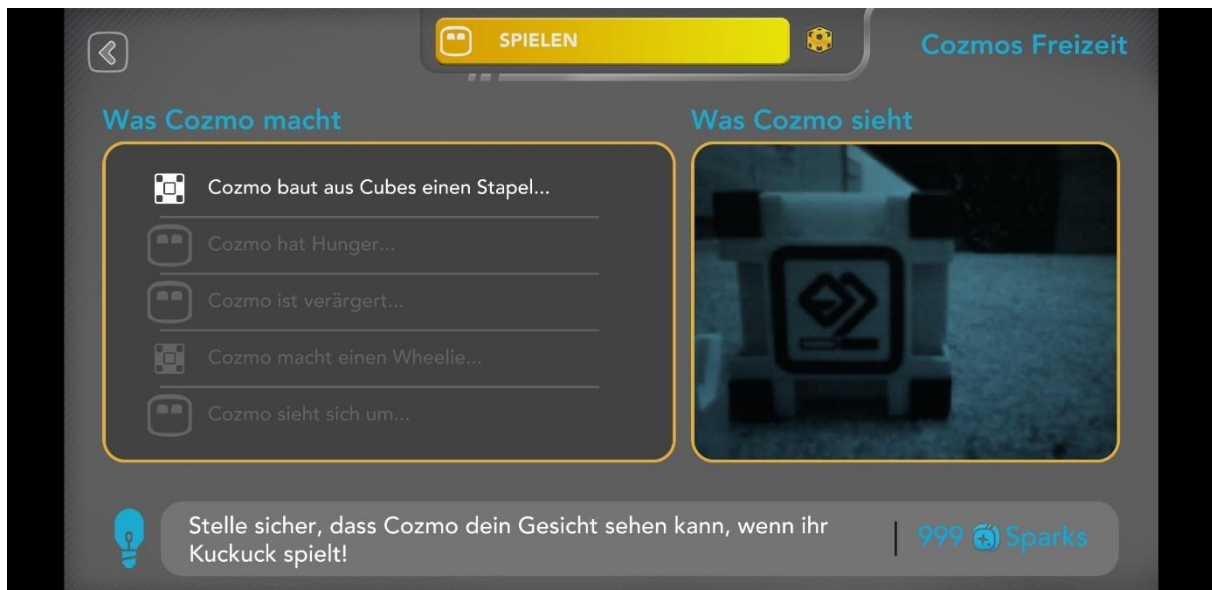 SPIELEN
Cozmos Freizeit
Was Cozmo macht
Cozmo baut aus Cubes einen Stapel...
Cozmo hat Hunger...
Cozmo ist verärgert...
Cozmo macht einen Wheelie...
Cozmo sieht sich um...
Was Cozmo sieht
Stelle sicher, dass Cozmo dein Gesicht sehen kann, wenn ihr
Kuckuck spielt!
999 Sparks